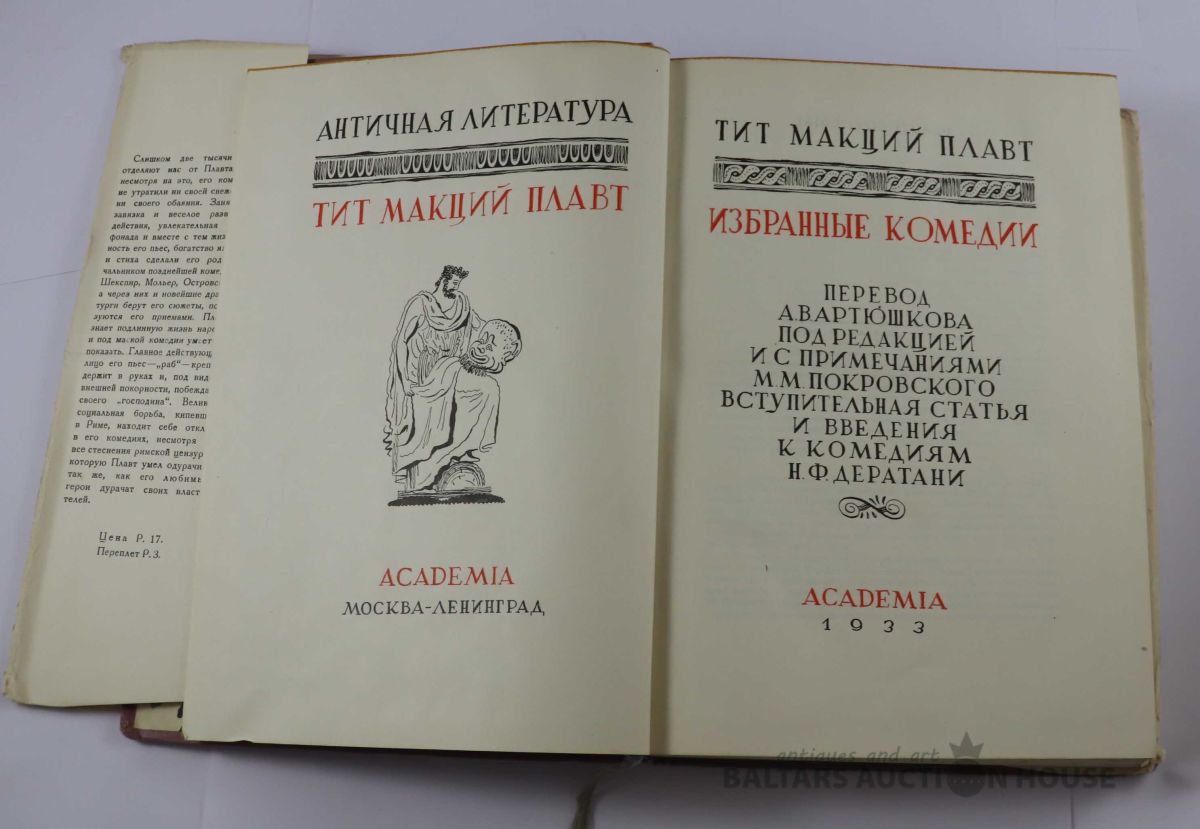 Слишком две тысячи
отделяют нас от Плавта
несмотря на это, его ком
не утратили ни своей свеж
ни своего обаяния. Заня
завязка и веселое разв
действия, увлекательная
фонада и вместе с тем жиз
ность его пьес, богатство я
и стиха сделали его род
чальником позднейшей комед
Шекспир, Мольер, Островс
а через них и новейшие дра
турги берут его сюжеты, по
зуются его приемами. Пл
знает подлинную жизнь наро
и под маской комедии умеет
показать. Главное действующ
лицо его пьес—„раб“—креп
держит в руках и, под вид
внешней покорности, побежда
своего „господина“. Велик
социальная борьба, кипевш
в Риме, находит себе откл
в его комедиях, несмотря
все стеснения римской цензур
которую Плавт умел одурачи
так же, как его любимы
герои дурачат своих власт
телей.
Цена Р. 17.
Переплет Р. 3.
АНТИЧНАЯ ЛИТЕРАТУРА
ТИТ МАКЦИЙ ПЛАВТ
ACADEMIA
МОСКВА-ЛЕНИНГРАД
ТИТ МАКЦИЙ ПЛАВТ
ИЗБРАННЫЕ КОМЕДИИ
ПЕРЕВОД
А.В АРТЮШКОВА
ПОД РЕДАКЦИЕЙ
И С ПРИМЕЧАНИЯМИ
М.М.ПОКРОВСКОГО
ВСТУПИТЕЛЬНАЯ СТАТЬЯ
И ВВЕДЕНИЯ
К КОМЕДИЯМ
Н.Ф.ДЕРАТАНИ
ACADEMIA
1933
antiques and art
BALTARS AUCTION HOUSE